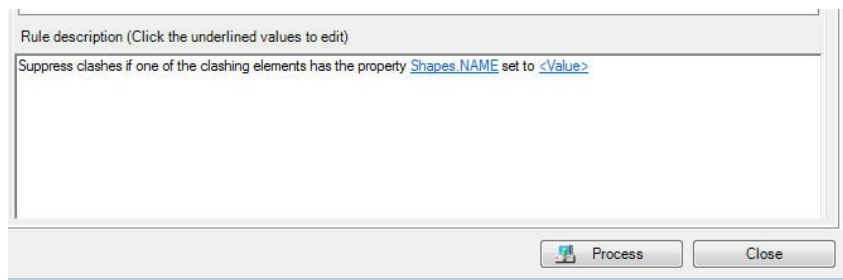 Rule description (Click the underlined values to edit)
Suppress clashes if one of the clashing elements has the property Shapes.NAME set to <Value>
Process
Close